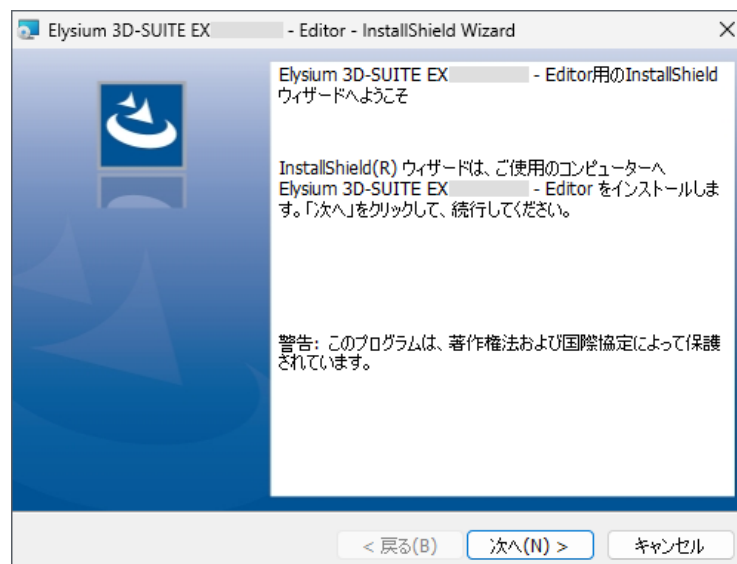 Elysium 3D-SUITE EX - Editor - InstallShield Wizard
Elysium 3D-SUITE EX - Editor用のInstallShield
ウィザードへようこそ
InstallShield(R) ウィザードは、ご使用のコンピューターへ
Elysium 3D-SUITE EX - Editor をインストールしま
す。「次へ」をクリックして、続行してください。
警告: このプログラムは、著作権法および国際協定によって保護
されています。
< 戻る(B) 次へ(N) > キャンセル